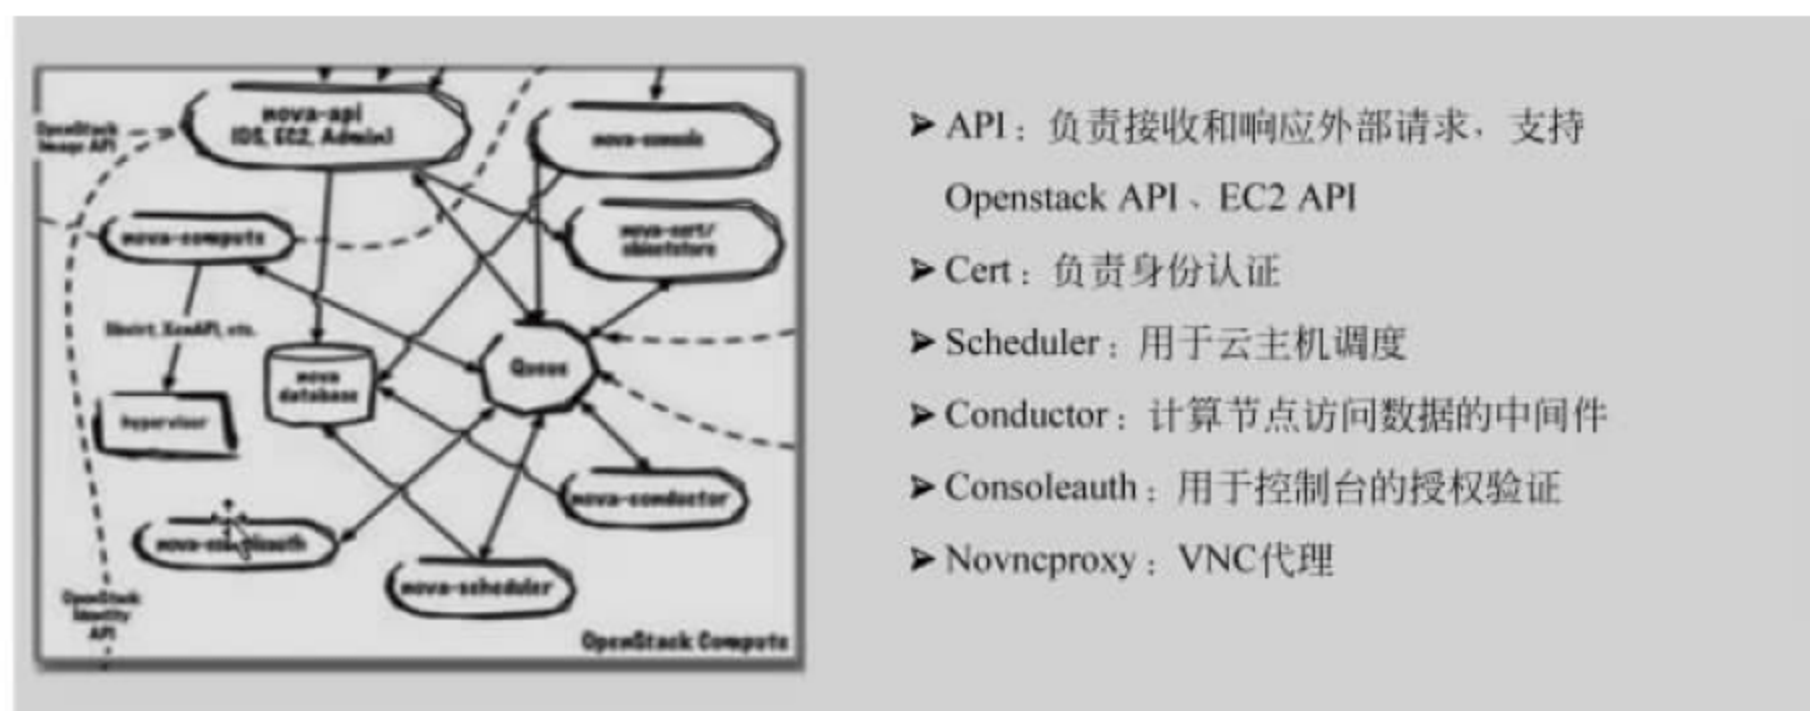 nova-api
(OS, EC2, Admin)
OpenStack
Image API
nova-console
nova-cert/
objectstore
nova-compute
libvirt, XenAPI, etc.
nova
database
Queue
hypervisor
nova-conductor
nova-scheduler
OpenStack
Identity
API
OpenStack Compute
➢ API：负责接收和响应外部请求，支持
Openstack API、EC2 API
➢ Cert：负责身份认证
➢ Scheduler：用于云主机调度
➢ Conductor：计算节点访问数据的中间件
➢ Consoleauth：用于控制台的授权验证
➢ Novncproxy：VNC代理